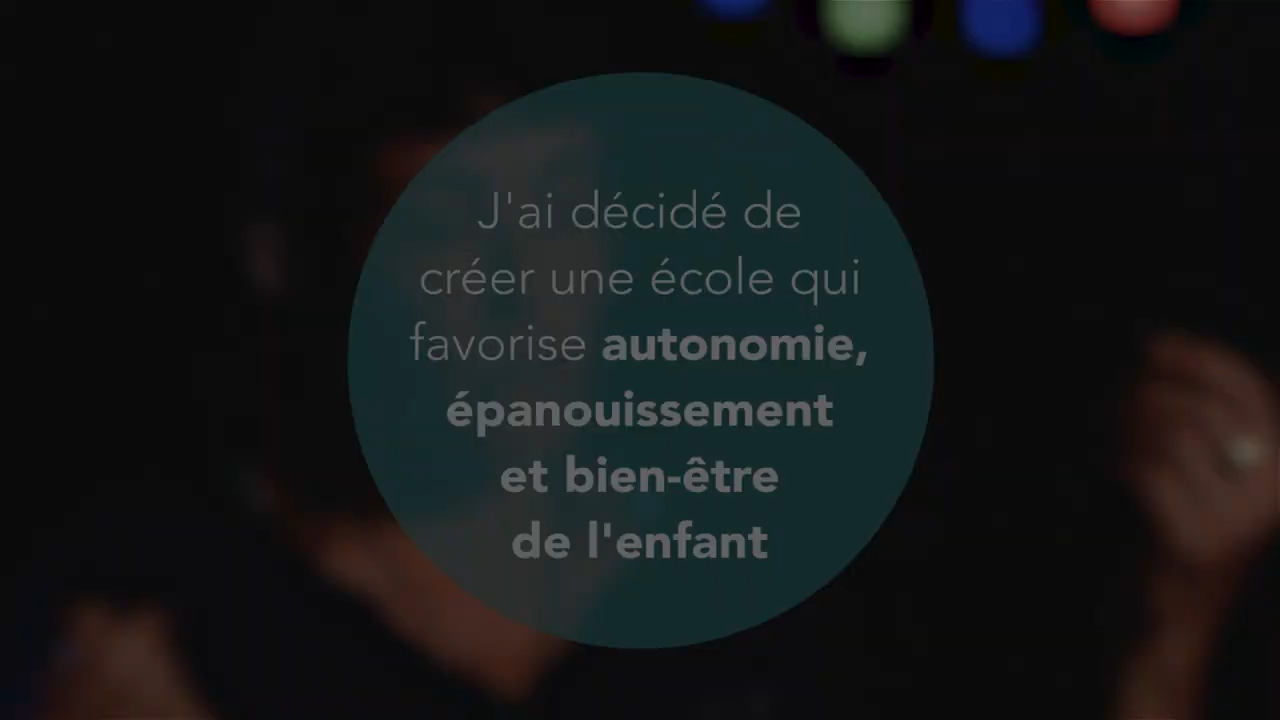 J'ai décidé de
créer une école qui
favorise autonomie,
épanouissement
et bien-être
de l'enfant